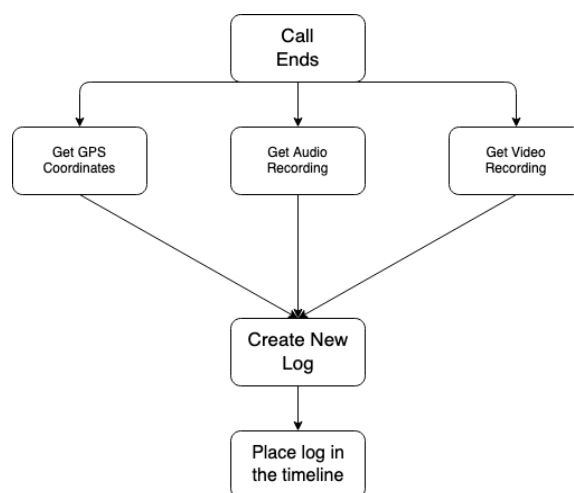 Call
Ends
Get GPS
Coordinates
Get Audio
Recording
Get Video
Recording
Create New
Log
Place log in
the timeline